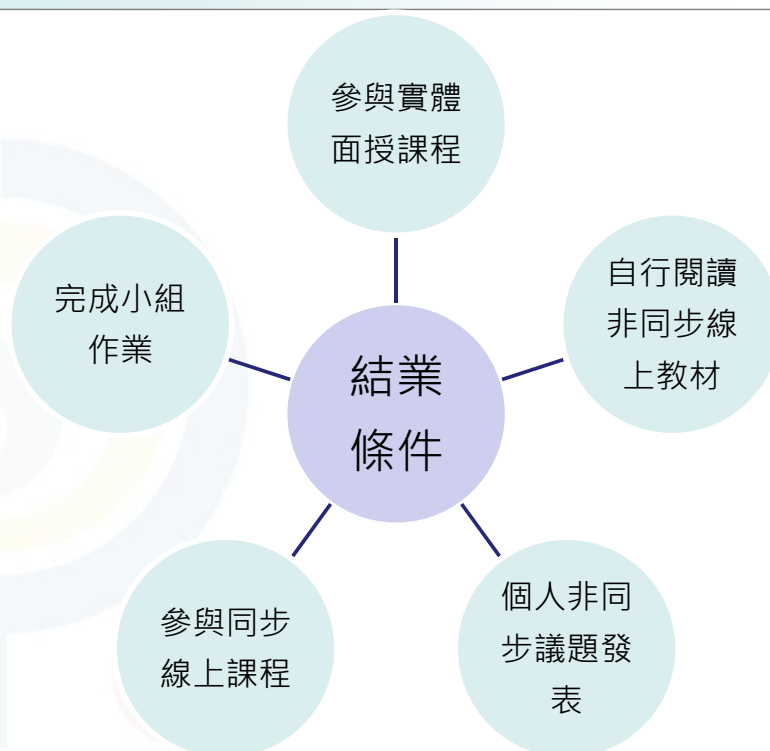 參與實體
面授課程
自行閱讀
非同步線
上教材
個人非同
步議題發
表
參與同步
線上課程
完成小組
作業
結業
條件